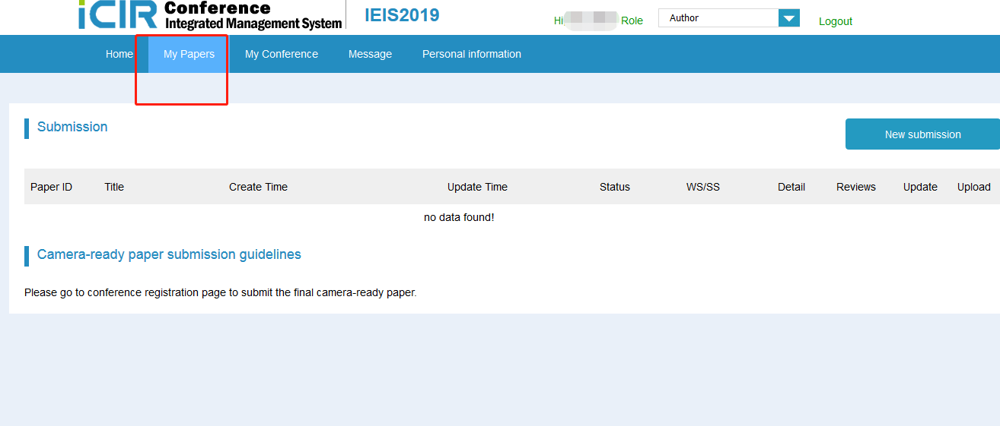 iCIR Conference Integrated Management System
IEIS2019
Hi Role Author Logout
Home My Papers My Conference Message Personal information
Submission
New submission
Paper ID Title Create Time Update Time Status WS/SS Detail Reviews Update Upload
no data found!
Camera-ready paper submission guidelines
Please go to conference registration page to submit the final camera-ready paper.